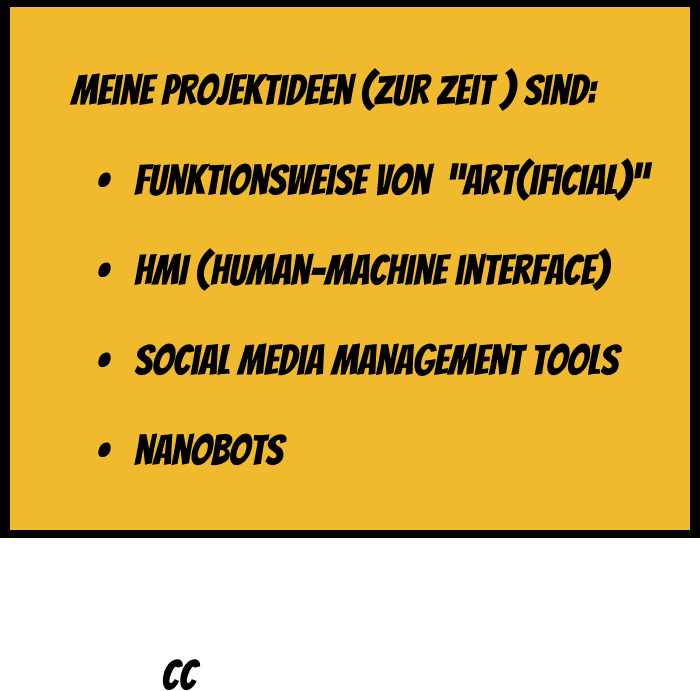 MEINE PROJEKTIDEEN (ZUR ZEIT ) SIND:
• FUNKTIONSWEISE VON "ART(IFICIAL)"
• HMI (HUMAN-MACHINE INTERFACE)
• SOCIAL MEDIA MANAGEMENT TOOLS
• NANOBOTS
CC